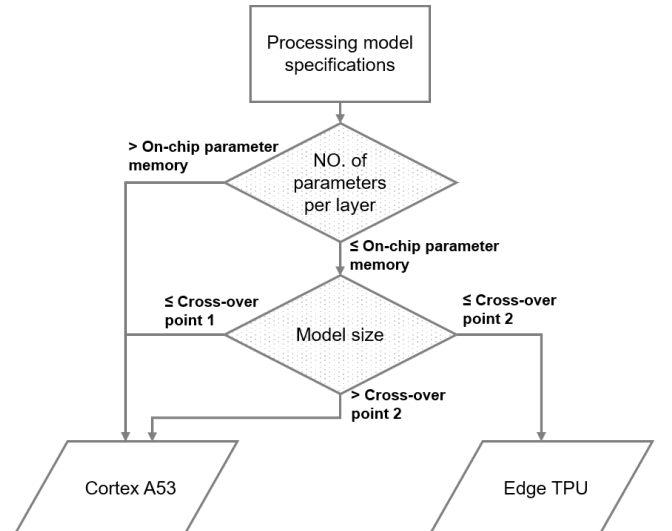 Processing model
specifications
> On-chip parameter
memory
NO. of
parameters
per layer
≤ On-chip parameter
memory
≤ Cross-over
point 1
Model size
≤ Cross-over
point 2
> Cross-over
point 2
Cortex A53
Edge TPU